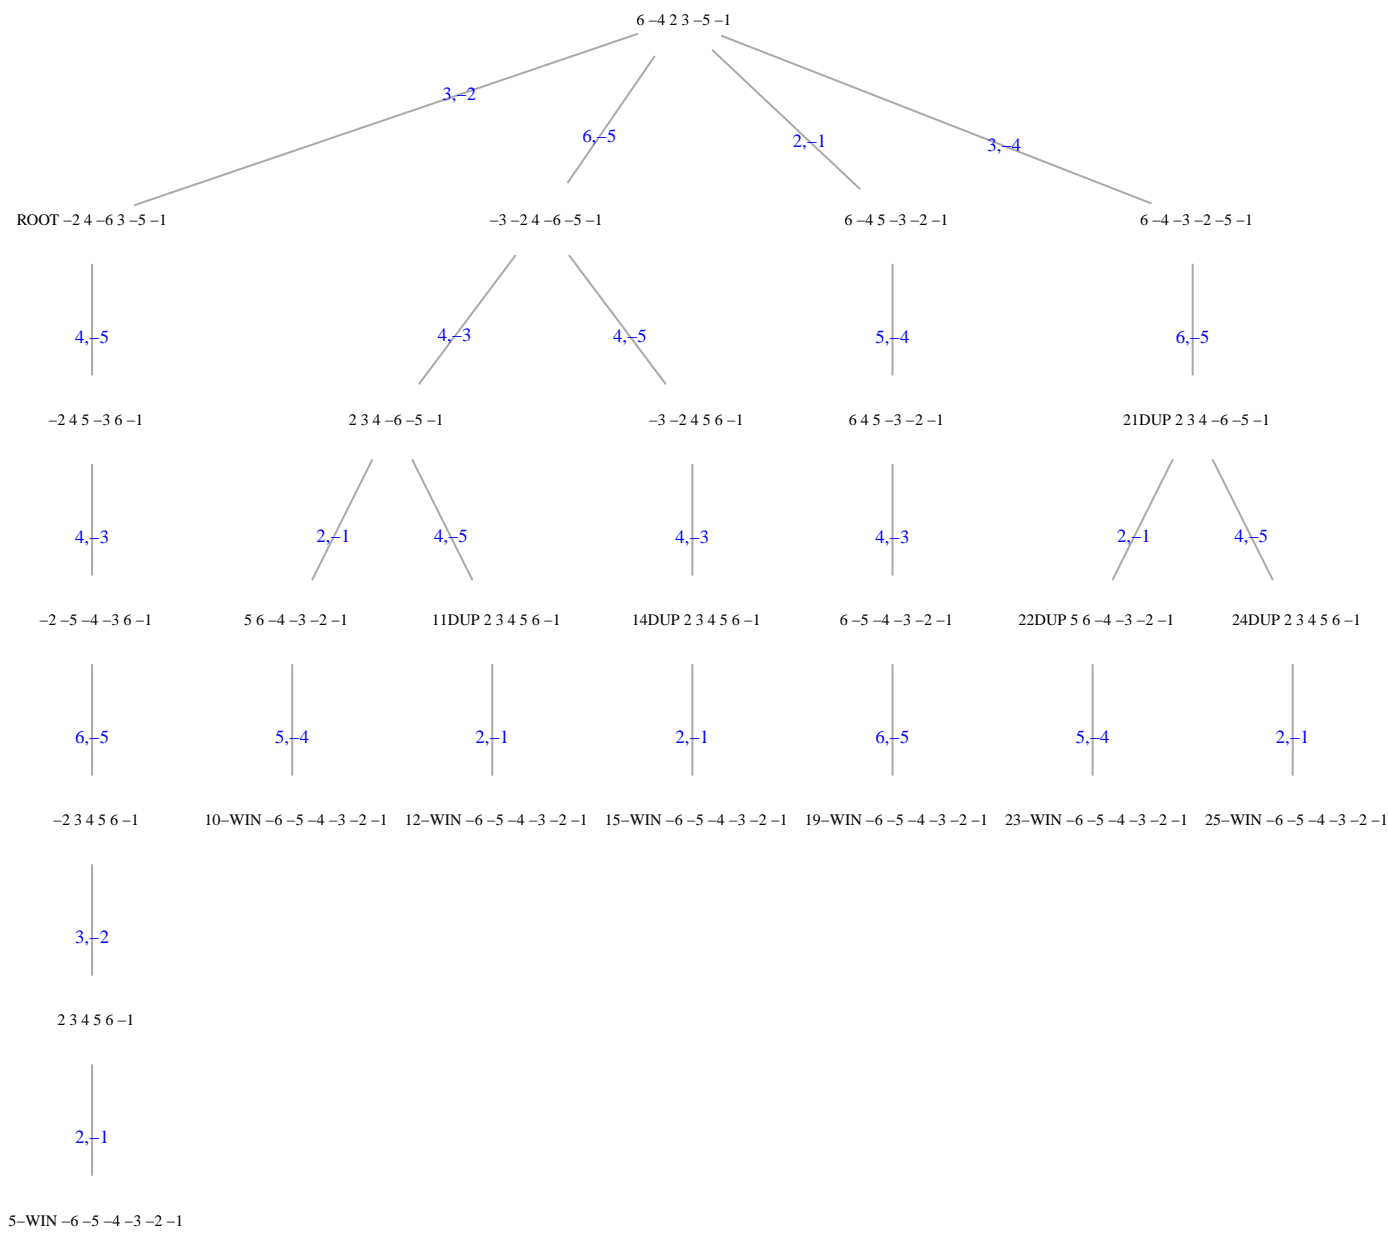 6 –4 2 3 –5 –1
3,–2
6,–5
2,–1
3,–4
ROOT –2 4 –6 3 –5 –1
–3 –2 4 –6 –5 –1
6 –4 5 –3 –2 –1
6 –4 –3 –2 –5 –1
4,–5
4,–3
4,–5
5,–4
6,–5
–2 4 5 –3 6 –1
2 3 4 –6 –5 –1
–3 –2 4 5 6 –1
6 4 5 –3 –2 –1
21DUP 2 3 4 –6 –5 –1
4,–3
2,–1
4,–5
4,–3
4,–3
2,–1
4,–5
–2 –5 –4 –3 6 –1
5 6 –4 –3 –2 –1
11DUP 2 3 4 5 6 –1
14DUP 2 3 4 5 6 –1
6 –5 –4 –3 –2 –1
22DUP 5 6 –4 –3 –2 –1
24DUP 2 3 4 5 6 –1
6,–5
5,–4
2,–1
2,–1
6,–5
5,–4
2,–1
–2 3 4 5 6 –1
10–WIN –6 –5 –4 –3 –2 –1
12–WIN –6 –5 –4 –3 –2 –1
15–WIN –6 –5 –4 –3 –2 –1
19–WIN –6 –5 –4 –3 –2 –1
23–WIN –6 –5 –4 –3 –2 –1
25–WIN –6 –5 –4 –3 –2 –1
3,–2
2 3 4 5 6 –1
2,–1
5–WIN –6 –5 –4 –3 –2 –1